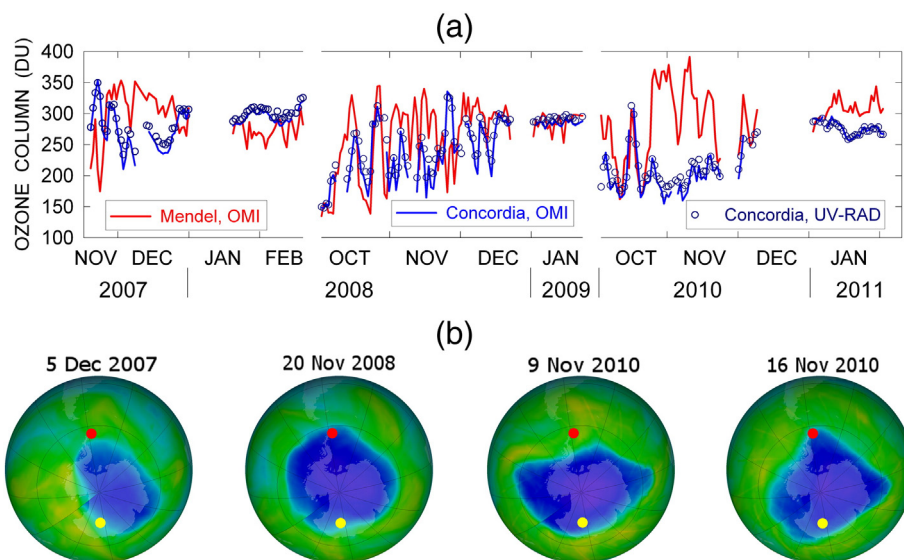 (a)
OZONE COLUMN (DU)
400
350
300
250
200
150
100
Mendel, OMI
Concordia, OMI
Concordia, UV-RAD
NOV DEC JAN FEB OCT NOV DEC JAN OCT NOV DEC JAN
2007 2008 2009 2010 2011
(b)
5 Dec 2007 20 Nov 2008 9 Nov 2010 16 Nov 2010